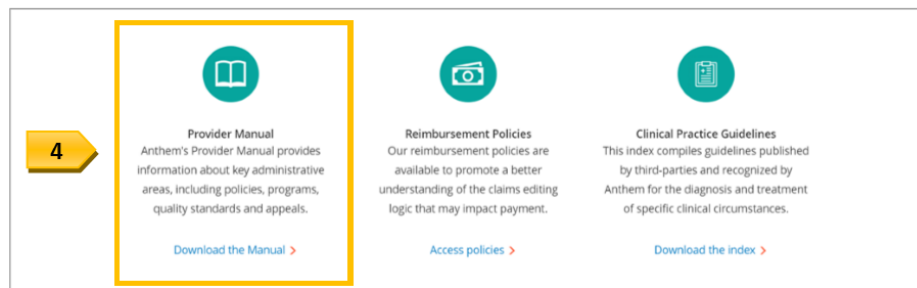 4
Provider Manual
Anthem's Provider Manual provides
information about key administrative
areas, including policies, programs,
quality standards and appeals.
Download the Manual >
Reimbursement Policies
Our reimbursement policies are
available to promote a better
understanding of the claims editing
logic that may impact payment.
Access policies >
Clinical Practice Guidelines
This index compiles guidelines published
by third-parties and recognized by
Anthem for the diagnosis and treatment
of specific clinical circumstances.
Download the index >